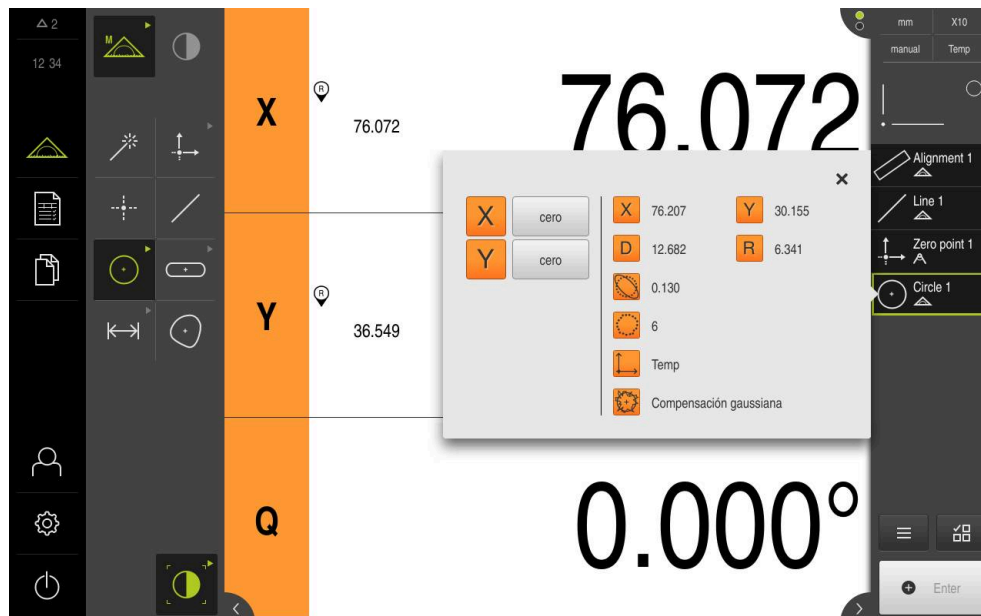 2
12 34
M
X
R
76.072
76.072
Y
R
36.549
Q
0.000°
X
cero
Y
cero
X
76.207
Y
30.155
D
12.682
R
6.341
0.130
6
Temp
Compensación gaussiana
mm
X10
manual
Temp
Alignment 1
Line 1
Zero point 1
Circle 1
Enter